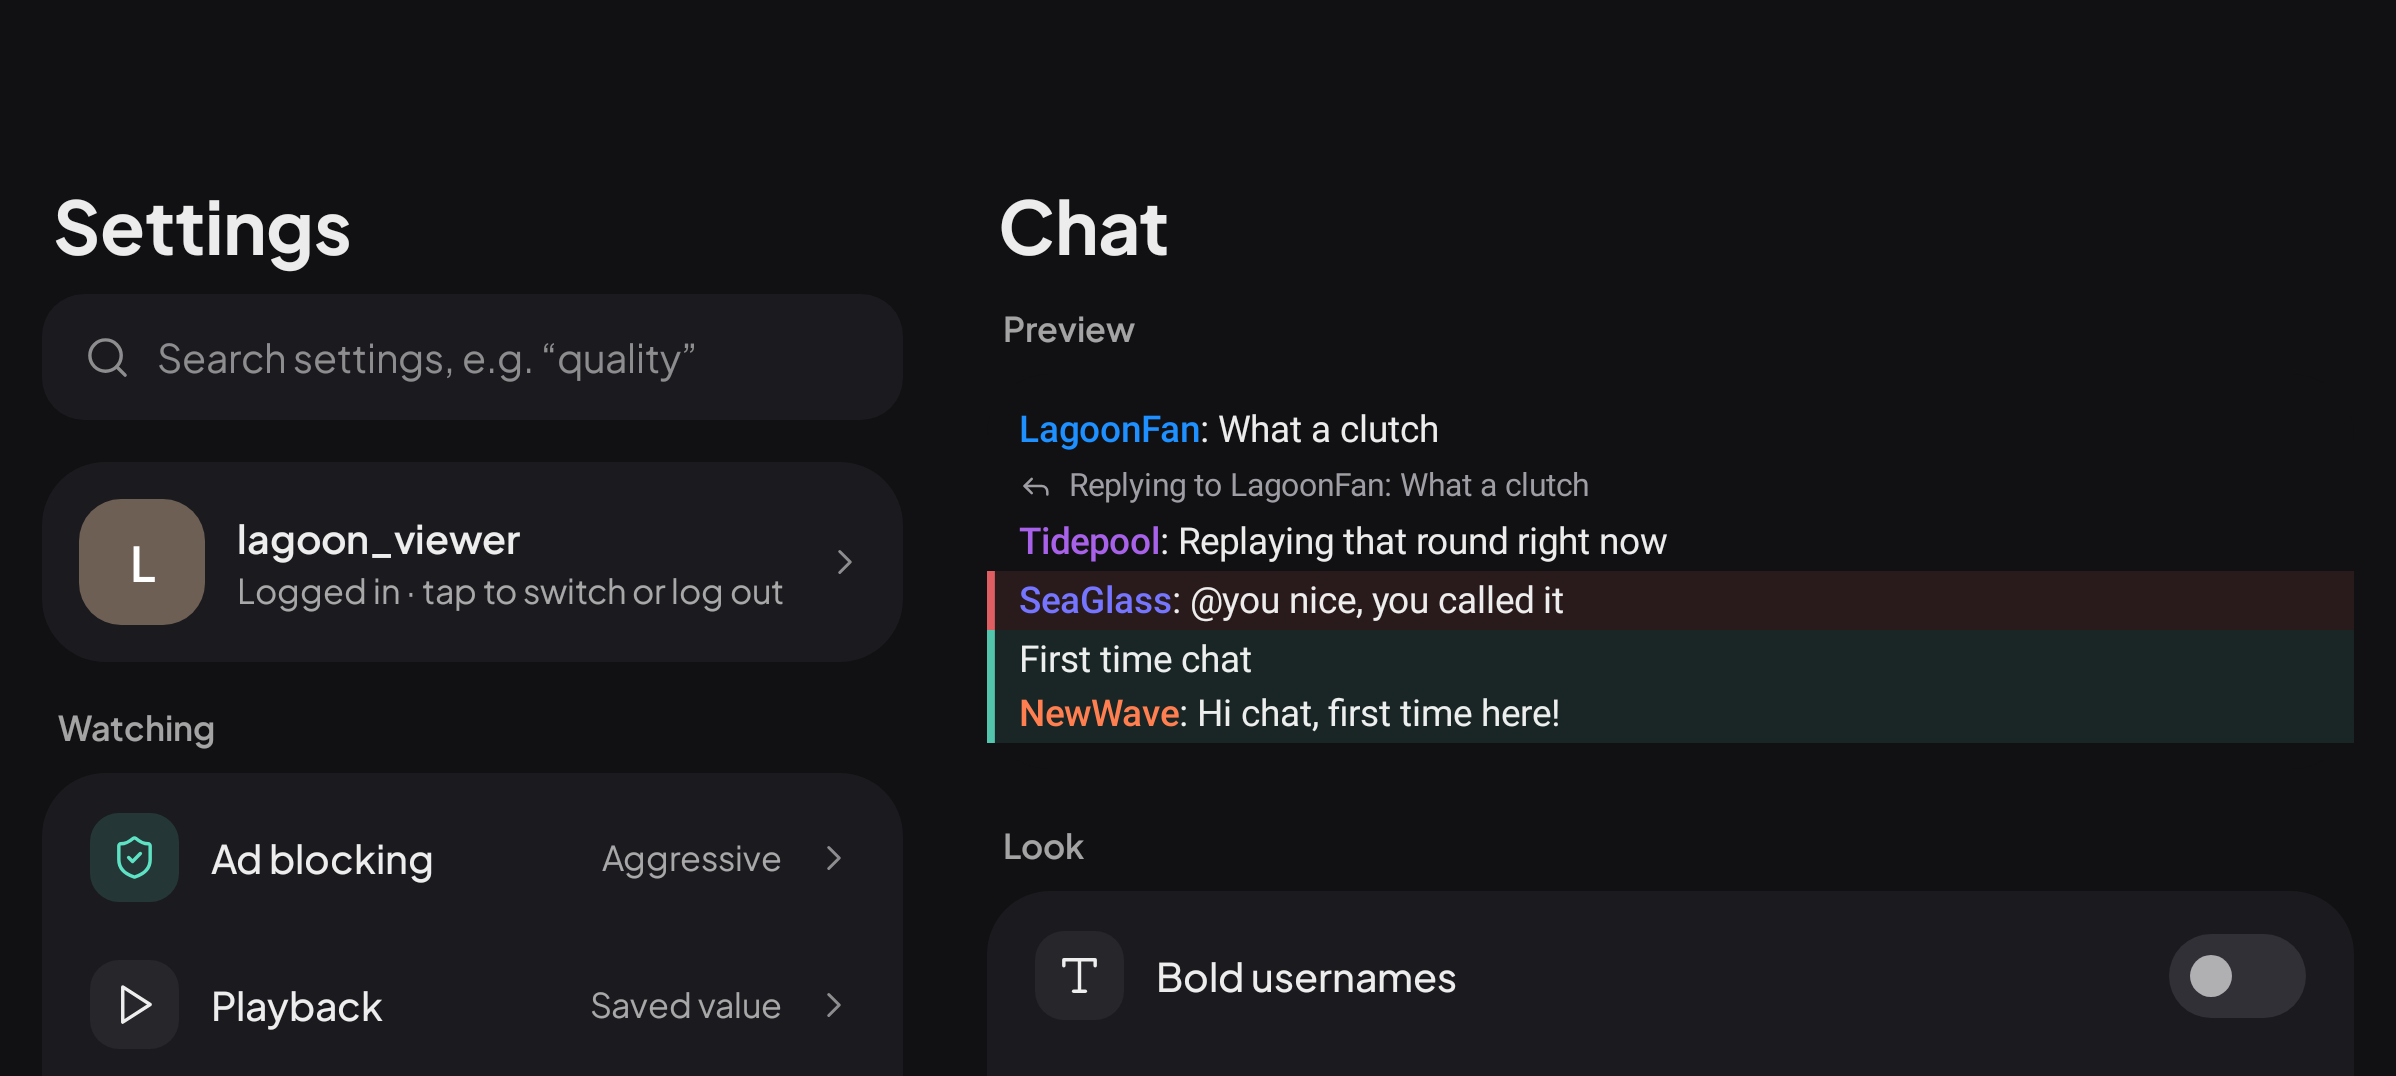 Settings
Search settings, e.g. “quality”
L
lagoon_viewer
Logged in · tap to switch or log out
Watching
Ad blocking
Aggressive
Playback
Saved value
Chat
Preview
LagoonFan: What a clutch
Replying to LagoonFan: What a clutch
Tidepool: Replaying that round right now
SeaGlass: @you nice, you called it
First time chat
NewWave: Hi chat, first time here!
Look
Bold usernames